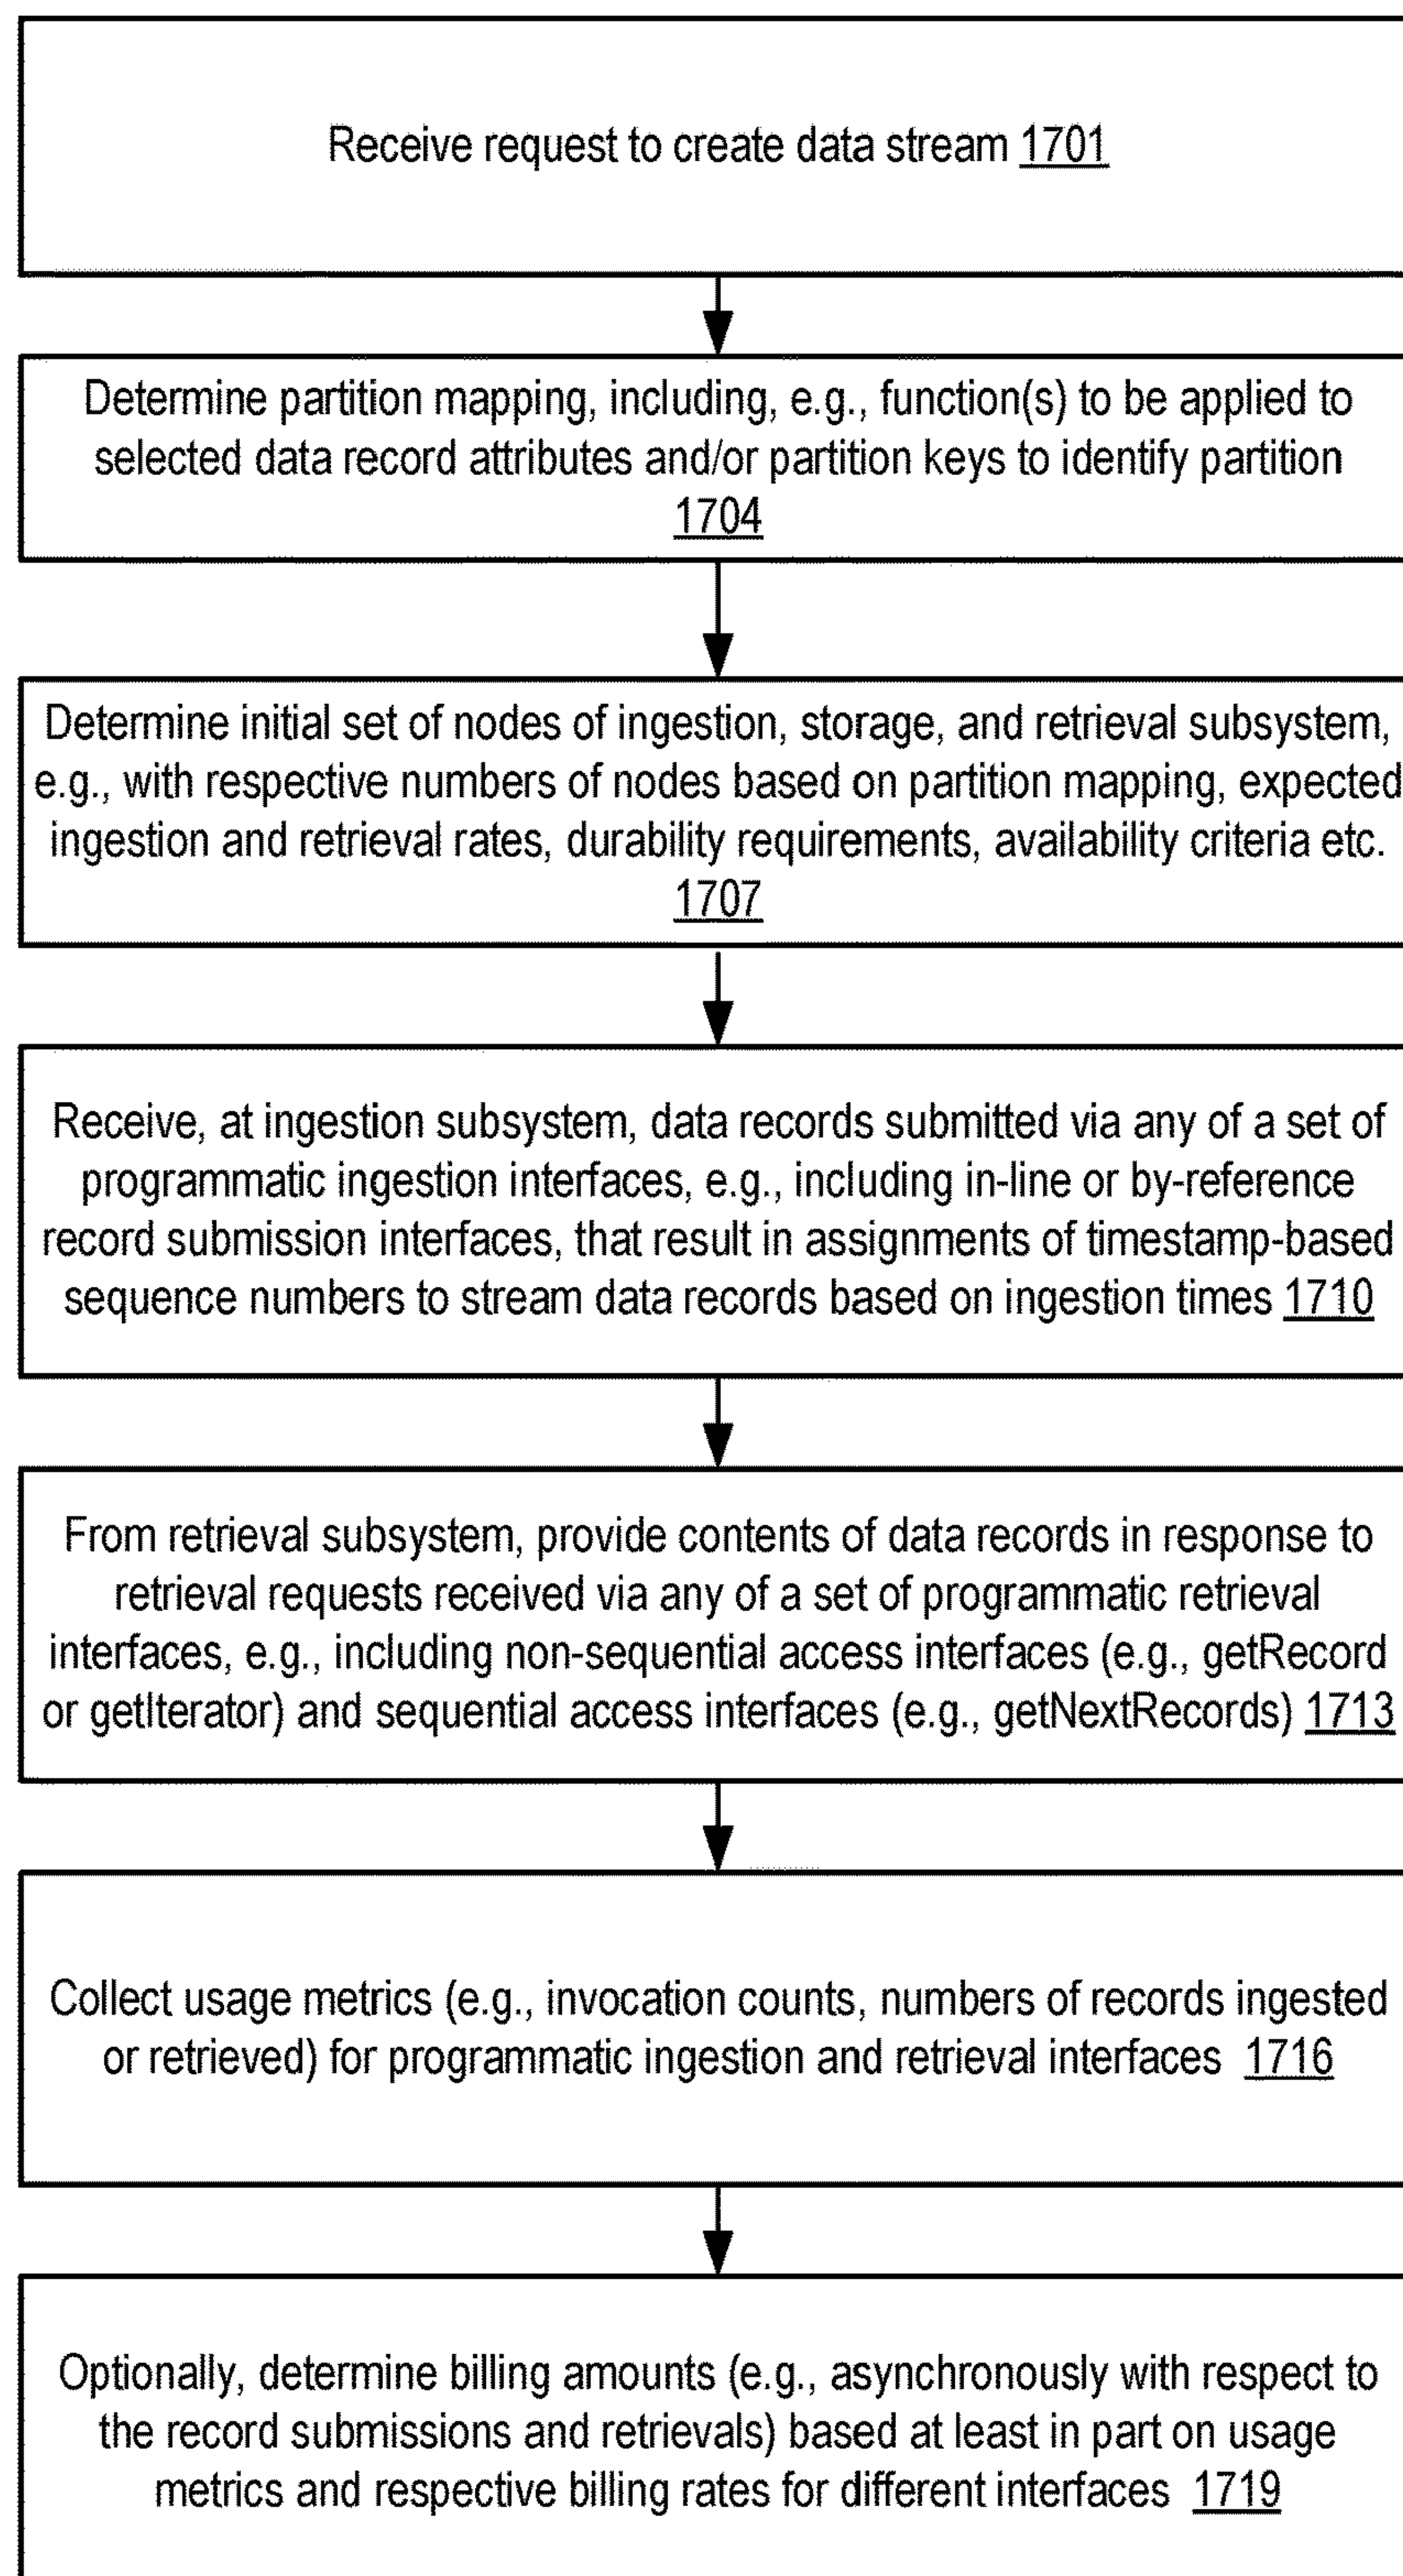 Receive request to create data stream 1701
Determine partition mapping, including, e.g., function(s) to be applied to
selected data record attributes and/or partition keys to identify partition
1704
Determine initial set of nodes of ingestion, storage, and retrieval subsystem,
e.g., with respective numbers of nodes based on partition mapping, expected
ingestion and retrieval rates, durability requirements, availability criteria etc.
1707
Receive, at ingestion subsystem, data records submitted via any of a set of
programmatic ingestion interfaces, e.g., including in-line or by-reference
record submission interfaces, that result in assignments of timestamp-based
sequence numbers to stream data records based on ingestion times 1710
From retrieval subsystem, provide contents of data records in response to
retrieval requests received via any of a set of programmatic retrieval
interfaces, e.g., including non-sequential access interfaces (e.g., getRecord
or getIterator) and sequential access interfaces (e.g., getNextRecords) 1713
Collect usage metrics (e.g., invocation counts, numbers of records ingested
or retrieved) for programmatic ingestion and retrieval interfaces 1716
Optionally, determine billing amounts (e.g., asynchronously with respect to
the record submissions and retrievals) based at least in part on usage
metrics and respective billing rates for different interfaces 1719